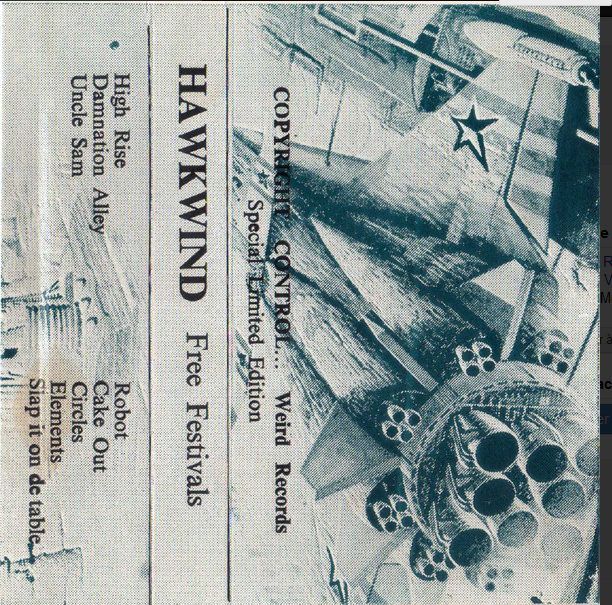 COPYRIGHT CONTROL... Weird Records
Special Limited Edition
HAWKWIND Free Festivals
High Rise
Damnation Alley
Uncle Sam
Robot
Cake Out
Circles
Elements
Slap it on de table